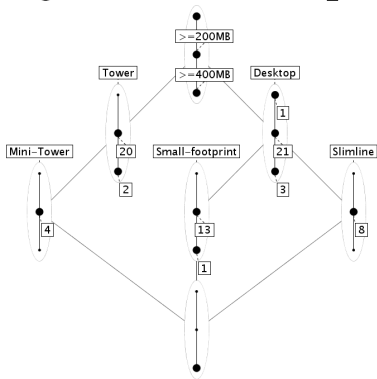 >=200MB
>=400MB
Tower
Desktop
1
20
21
2
3
Mini-Tower
Small-footprint
Slimline
4
13
8
1